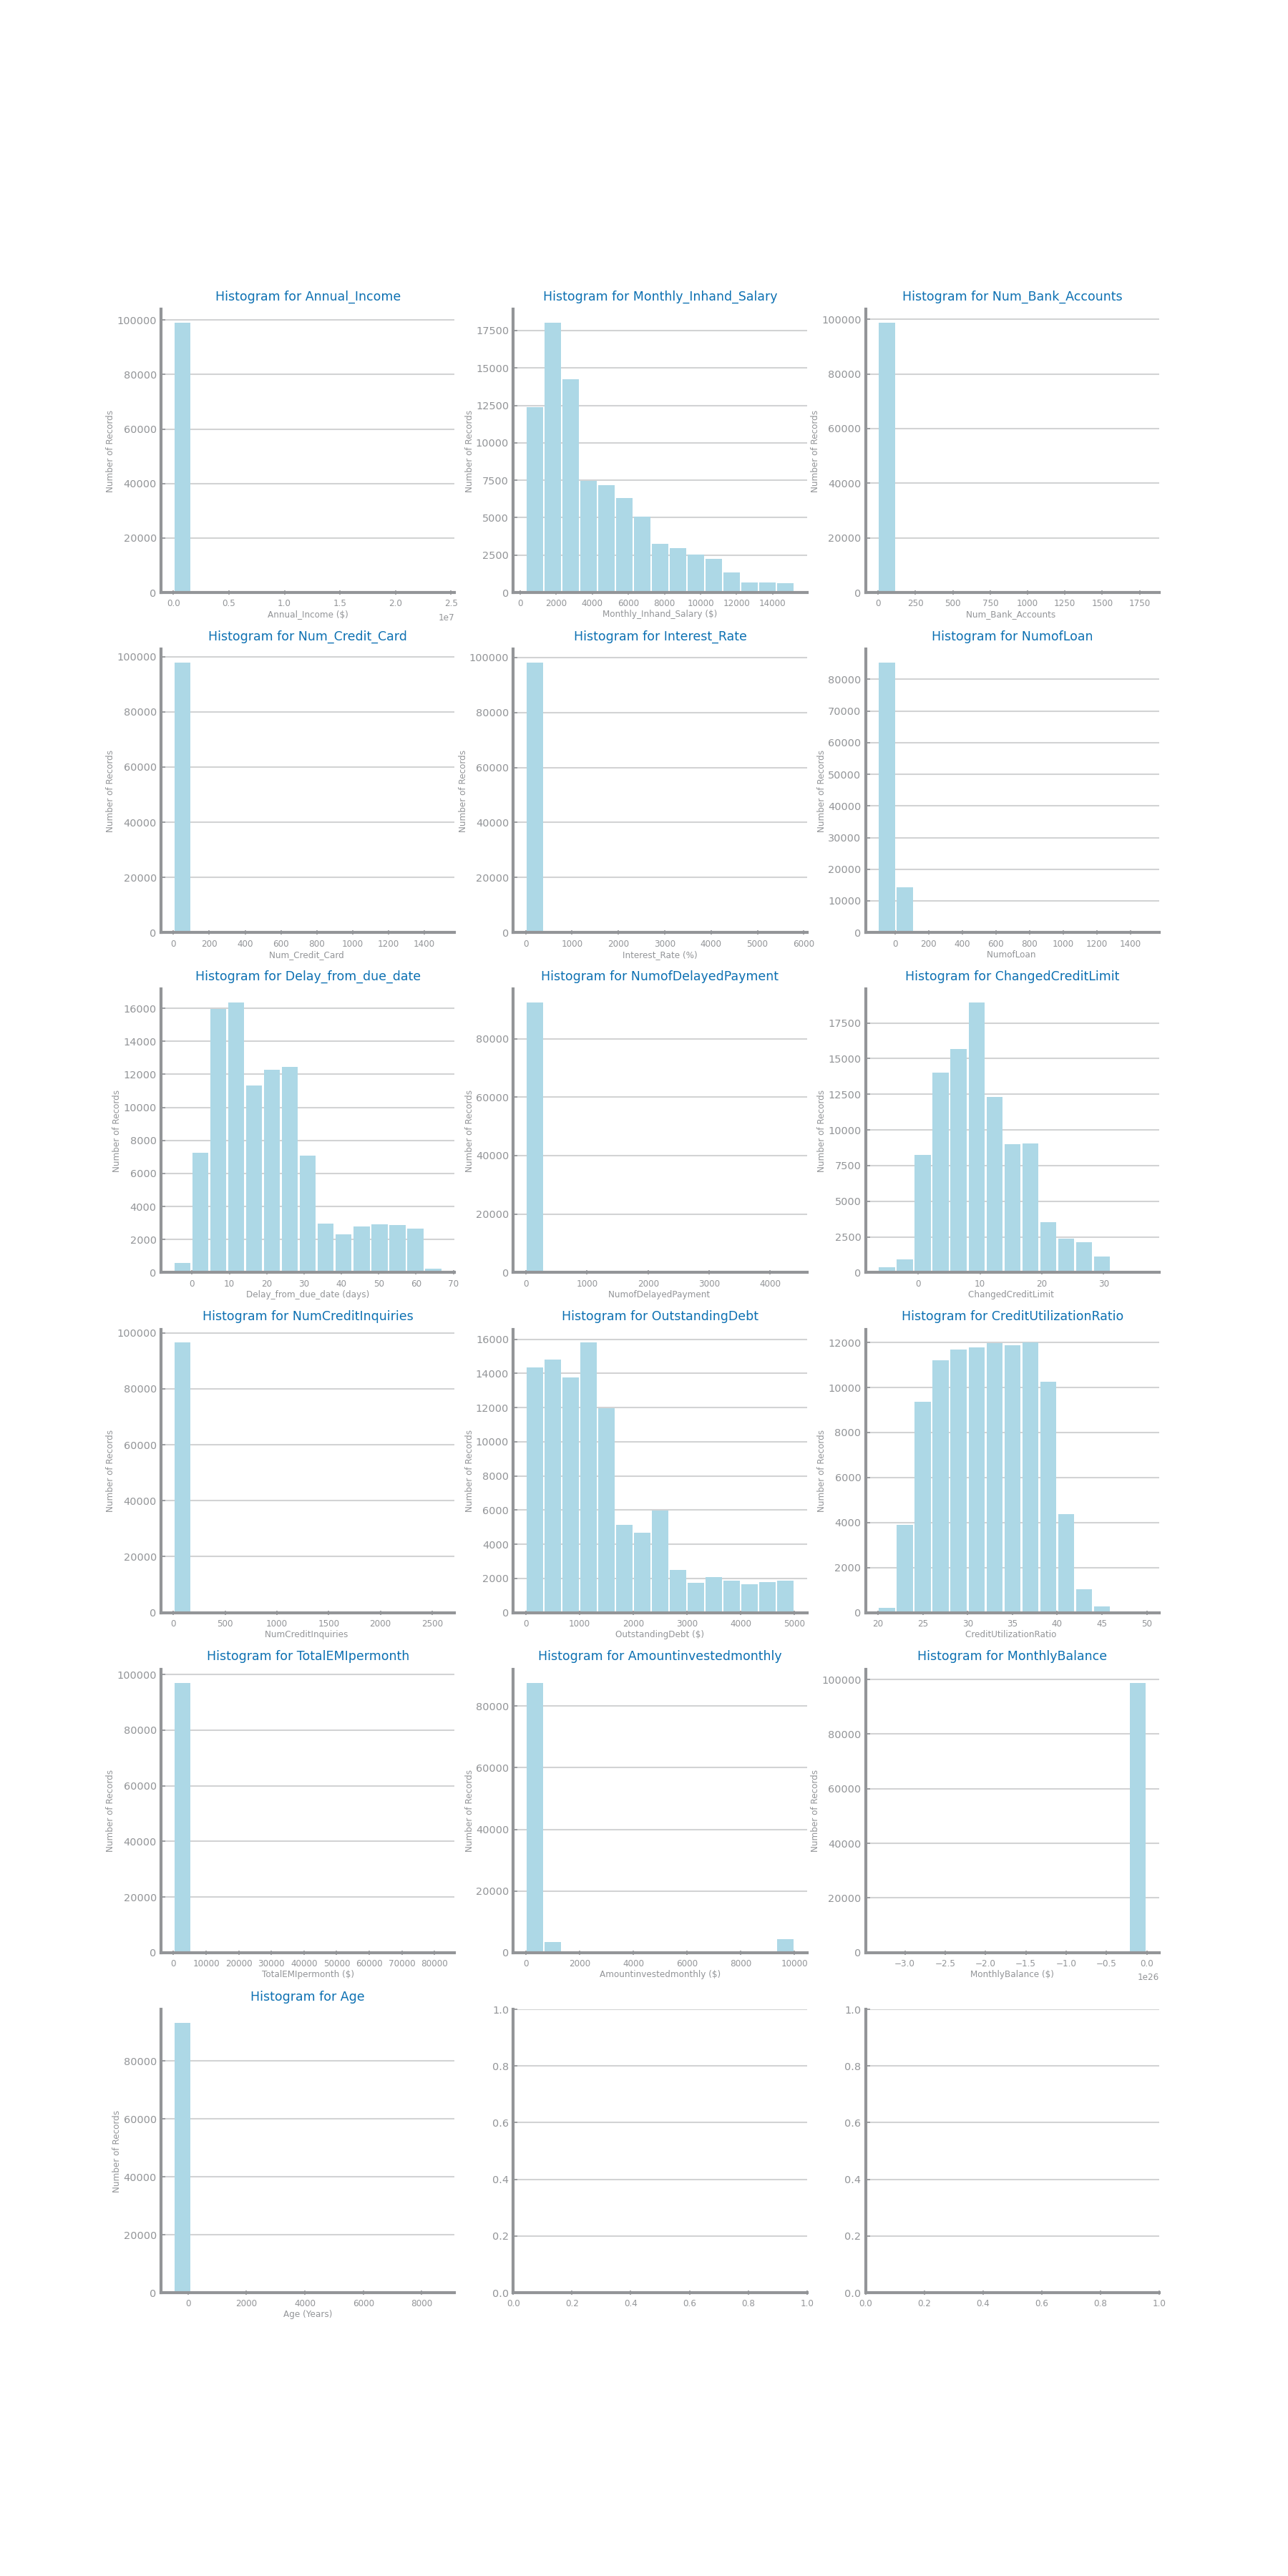 Histogram for Annual_Income
100000
80000
60000
40000
20000
0
Number of Records
0.0 0.5 1.0 1.5 2.0 2.5
Annual_Income ($)
1e7
Histogram for Monthly_Inhand_Salary
17500
15000
12500
10000
7500
5000
2500
0
Number of Records
0 2000 4000 6000 8000 10000 12000 14000
Monthly_Inhand_Salary ($)
Histogram for Num_Bank_Accounts
100000
80000
60000
40000
20000
0
Number of Records
0 250 500 750 1000 1250 1500 1750
Num_Bank_Accounts
Histogram for Num_Credit_Card
100000
80000
60000
40000
20000
0
Number of Records
0 200 400 600 800 1000 1200 1400
Num_Credit_Card
Histogram for Interest_Rate
100000
80000
60000
40000
20000
0
Number of Records
0 1000 2000 3000 4000 5000 6000
Interest_Rate (%)
Histogram for NumofLoan
80000
70000
60000
50000
40000
30000
20000
10000
0
Number of Records
0 200 400 600 800 1000 1200 1400
NumofLoan
Histogram for Delay_from_due_date
16000
14000
12000
10000
8000
6000
4000
2000
0
Number of Records
0 10 20 30 40 50 60 70
Delay_from_due_date (days)
Histogram for NumofDelayedPayment
80000
60000
40000
20000
0
Number of Records
0 1000 2000 3000 4000
NumofDelayedPayment
Histogram for ChangedCreditLimit
17500
15000
12500
10000
7500
5000
2500
0
Number of Records
0 10 20 30
ChangedCreditLimit
Histogram for NumCreditInquiries
100000
80000
60000
40000
20000
0
Number of Records
0 500 1000 1500 2000 2500
NumCreditInquiries
Histogram for OutstandingDebt
16000
14000
12000
10000
8000
6000
4000
2000
0
Number of Records
0 1000 2000 3000 4000 5000
OutstandingDebt ($)
Histogram for CreditUtilizationRatio
12000
10000
8000
6000
4000
2000
0
Number of Records
20 25 30 35 40 45 50
CreditUtilizationRatio
Histogram for TotalEMIpermonth
100000
80000
60000
40000
20000
0
Number of Records
0 10000 20000 30000 40000 50000 60000 70000 80000
TotalEMIpermonth ($)
Histogram for Amountinvestedmonthly
80000
60000
40000
20000
0
Number of Records
0 2000 4000 6000 8000 10000
Amountinvestedmonthly ($)
Histogram for MonthlyBalance
100000
80000
60000
40000
20000
0
Number of Records
−3.0 −2.5 −2.0 −1.5 −1.0 −0.5 0.0
MonthlyBalance ($)
1e26
Histogram for Age
80000
60000
40000
20000
0
Number of Records
0 2000 4000 6000 8000
Age (Years)
1.0
0.8
0.6
0.4
0.2
0.0
0.0 0.2 0.4 0.6 0.8 1.0
1.0
0.8
0.6
0.4
0.2
0.0
0.0 0.2 0.4 0.6 0.8 1.0